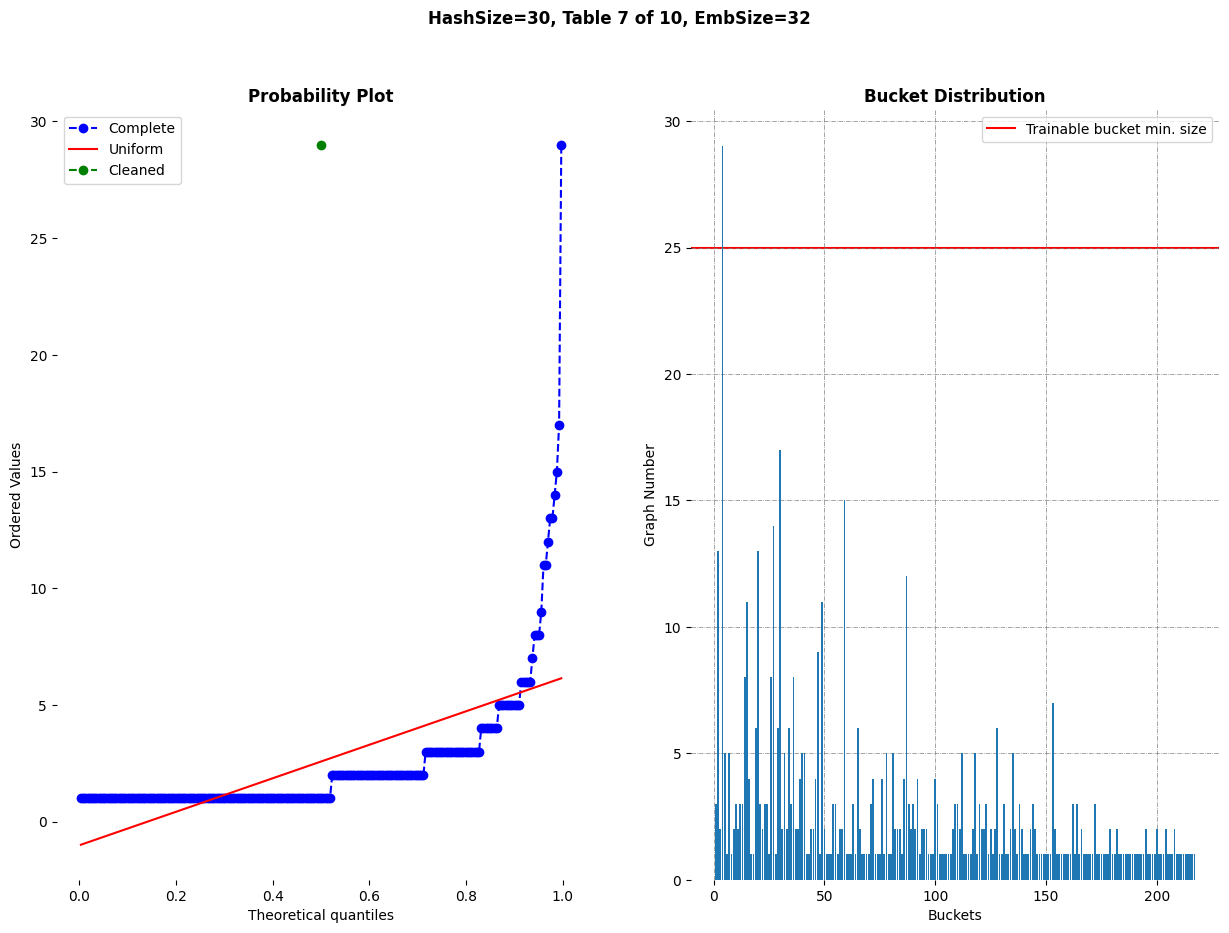 HashSize=30, Table 7 of 10, EmbSize=32
Probability Plot
Complete
Uniform
Cleaned
30
25
20
15
10
5
0
Ordered Values
0.0 0.2 0.4 0.6 0.8 1.0
Theoretical quantiles
Bucket Distribution
Trainable bucket min. size
30
25
20
15
10
5
0
Graph Number
0 50 100 150 200
Buckets